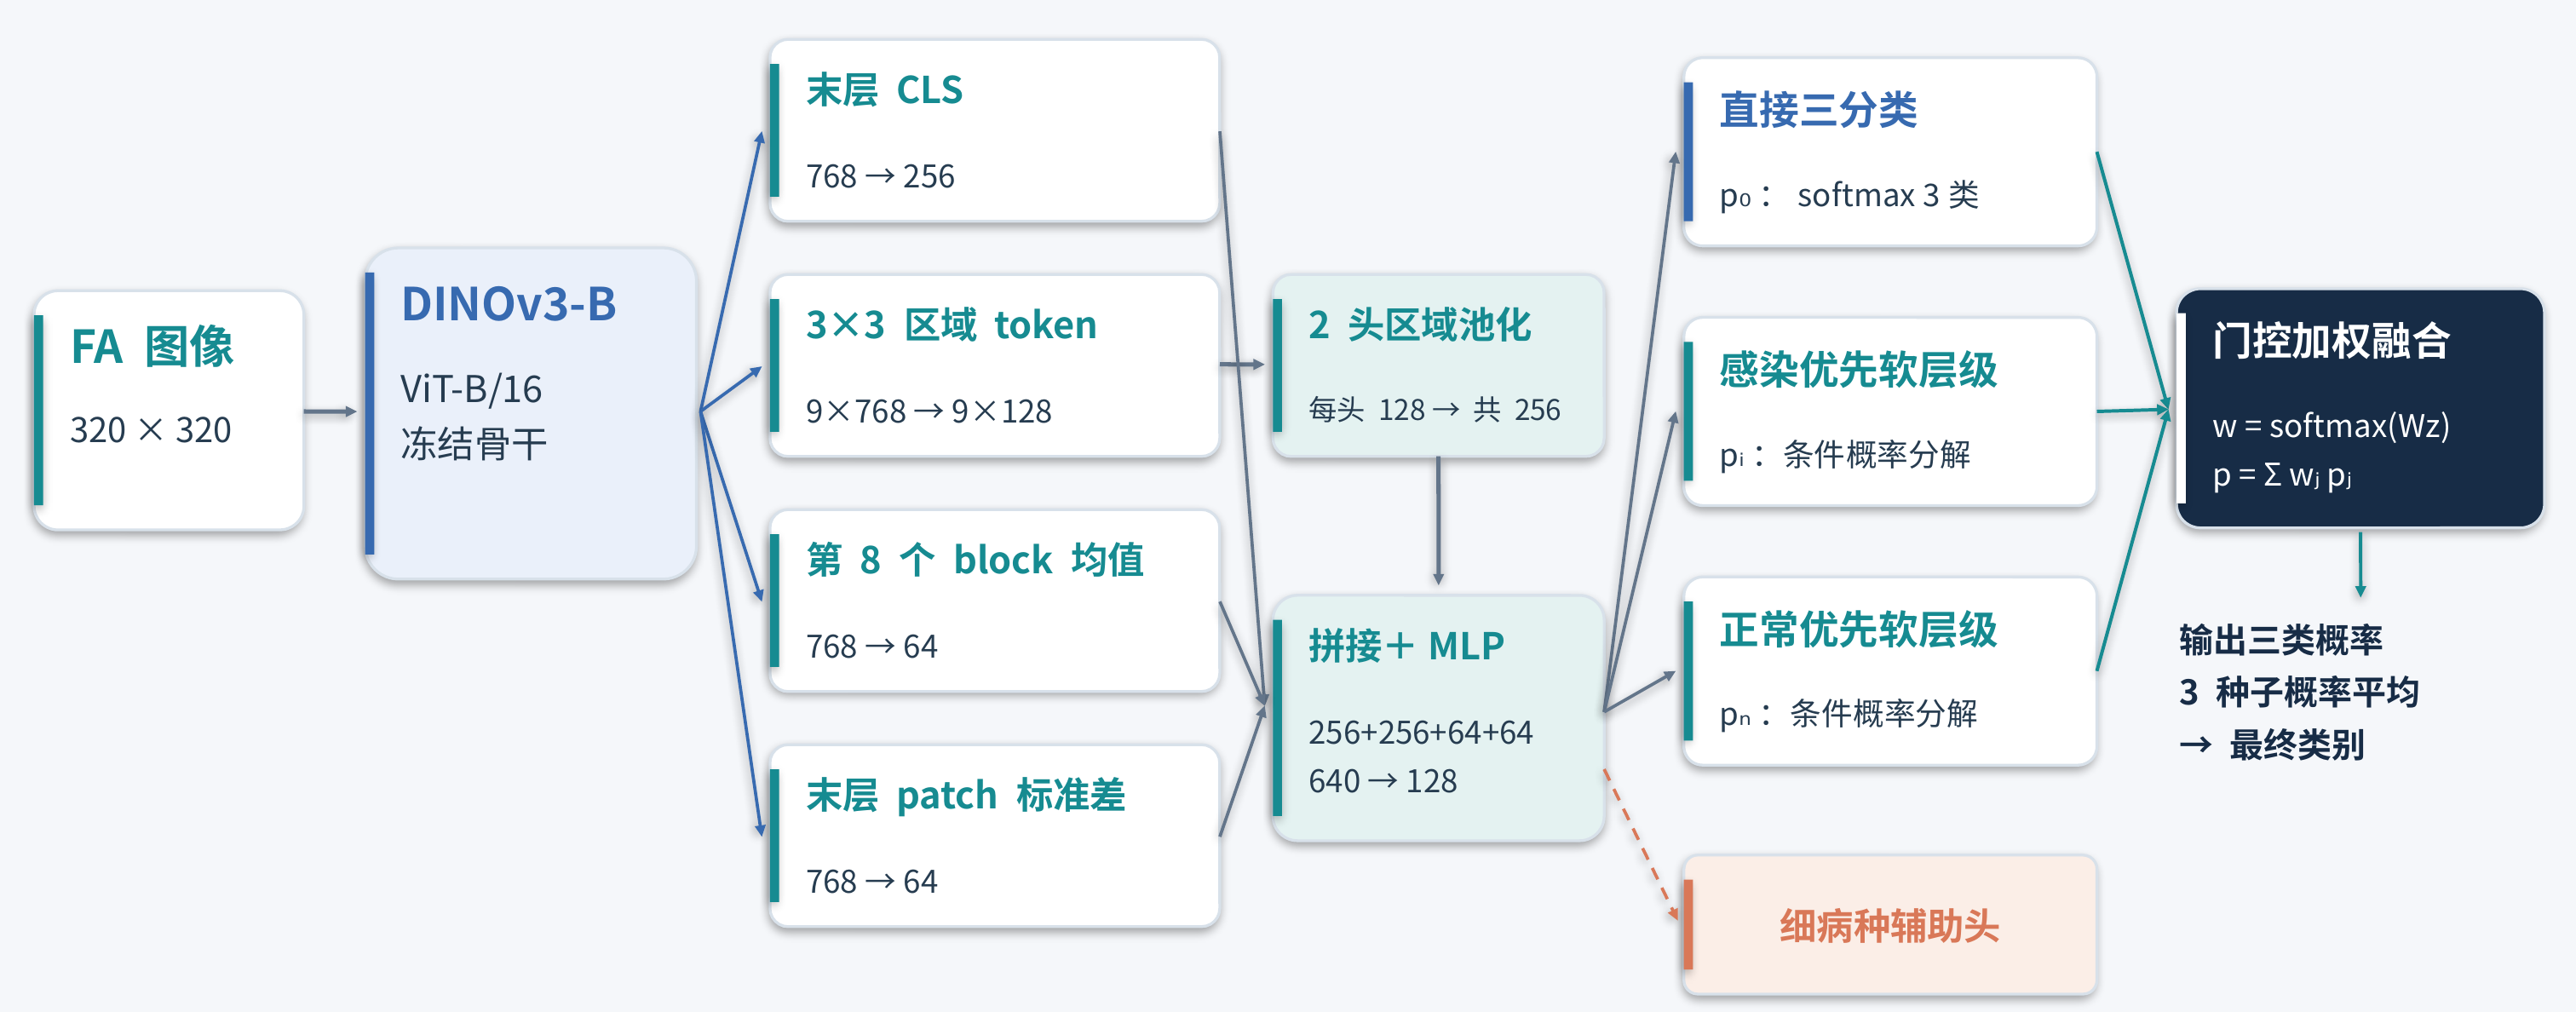 FA 图像
320 × 320
DINOv3-B
ViT-B/16
冻结骨干
末层 CLS
768 → 256
3×3 区域 token
9×768 → 9×128
第 8 个 block 均值
768 → 64
末层 patch 标准差
768 → 64
2 头区域池化
每头 128 → 共 256
拼接＋ MLP
256+256+64+64
640 → 128
直接三分类
p₀： softmax 3 类
感染优先软层级
pᵢ：条件概率分解
正常优先软层级
pₙ：条件概率分解
细病种辅助头
门控加权融合
w = softmax(Wz)
p = Σ wⱼ pⱼ
输出三类概率
3 种子概率平均
→ 最终类别